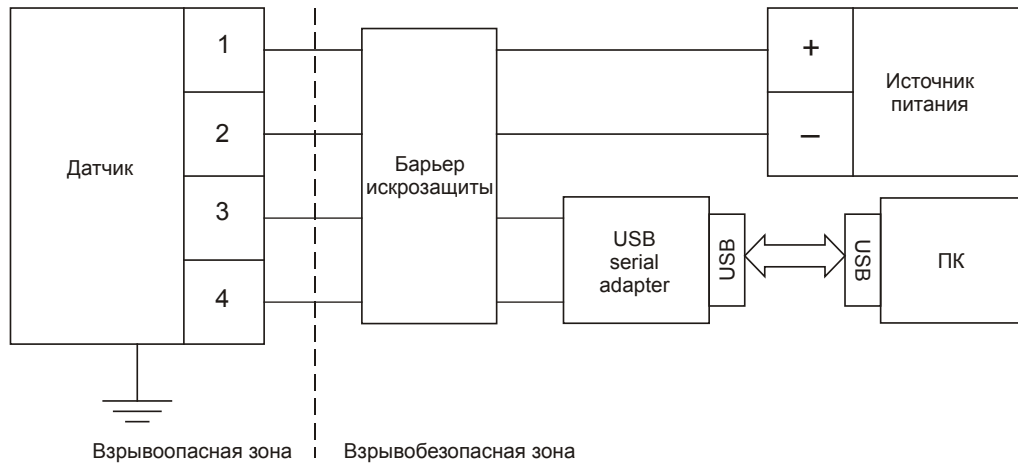 Датчик
1
2
3
4
Барьер
искрозащиты
+
–
Источник
питания
USB
serial
adapter
USB
USB
ПК
Взрывоопасная зона
Взрывобезопасная зона